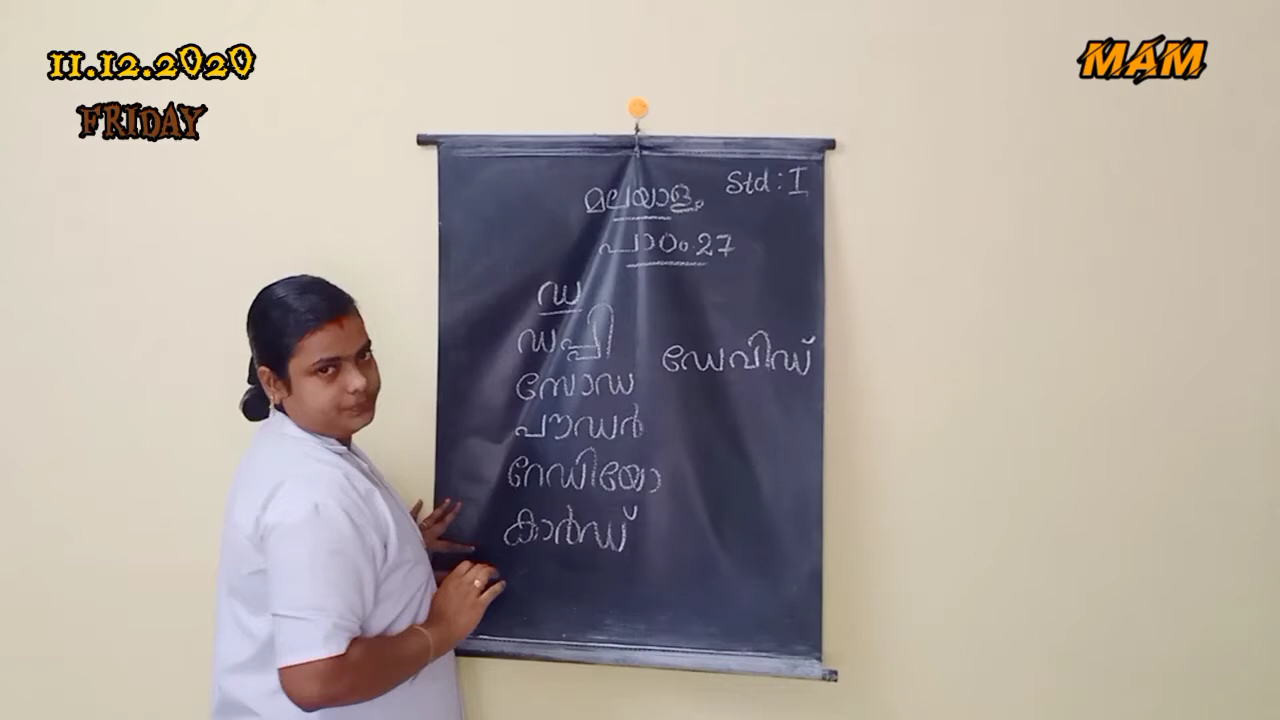 11.12.2020
FRIDAY
MAM
Std : I
മലയാളം
പാഠം.27
ഡ
ഡപ്പി
സോഡ
പൗഡർ
റേഡിയോ
കാർഡ്
ഡേവിഡ്